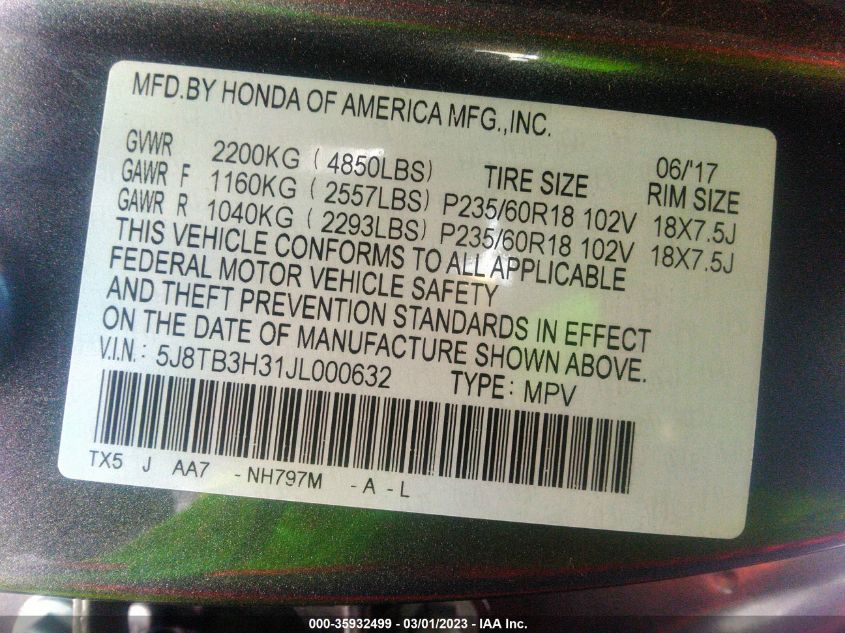 MFD.BY HONDA OF AMERICA MFG.,INC.
06/'17
GVWR 2200KG ( 4850LBS) TIRE SIZE RIM SIZE
GAWR F 1160KG ( 2557LBS) P235/60R18 102V 18X7.5J
GAWR R 1040KG ( 2293LBS) P235/60R18 102V 18X7.5J
THIS VEHICLE CONFORMS TO ALL APPLICABLE
FEDERAL MOTOR VEHICLE SAFETY
AND THEFT PREVENTION STANDARDS IN EFFECT
ON THE DATE OF MANUFACTURE SHOWN ABOVE.
V.I.N.: 5J8TB3H31JL000632 TYPE: MPV
TX5 J AA7 -NH797M -A -L
000-35932499 - 03/01/2023 - IAA Inc.